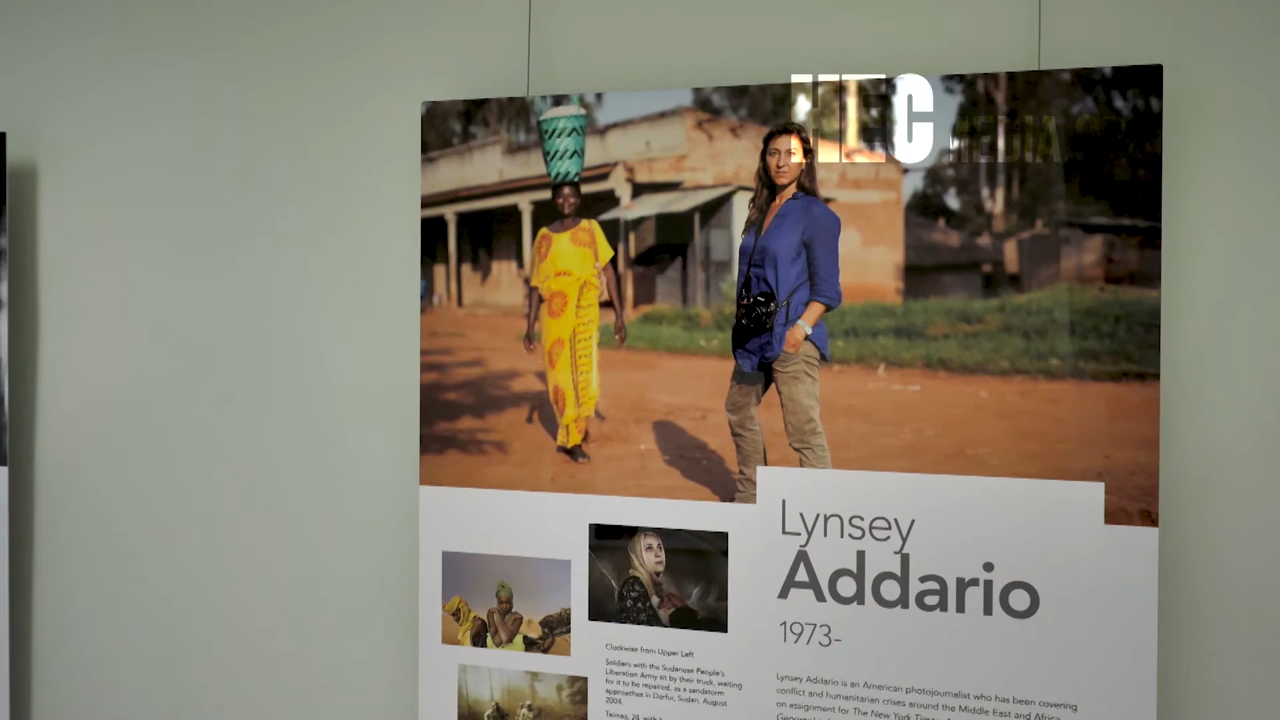 HEC MEDIA
Lynsey
Addario
1973-
Clockwise from Upper Left
Soldiers with the Sudanese People's
Liberation Army sit by their truck, waiting
for it to be repaired, as a sandstorm
approaches in Darfur, Sudan, August
2004.
Lynsey Addario is an American photojournalist who has been covering
conflict and humanitarian crises around the Middle East and Africa
on assignment for The New York Times